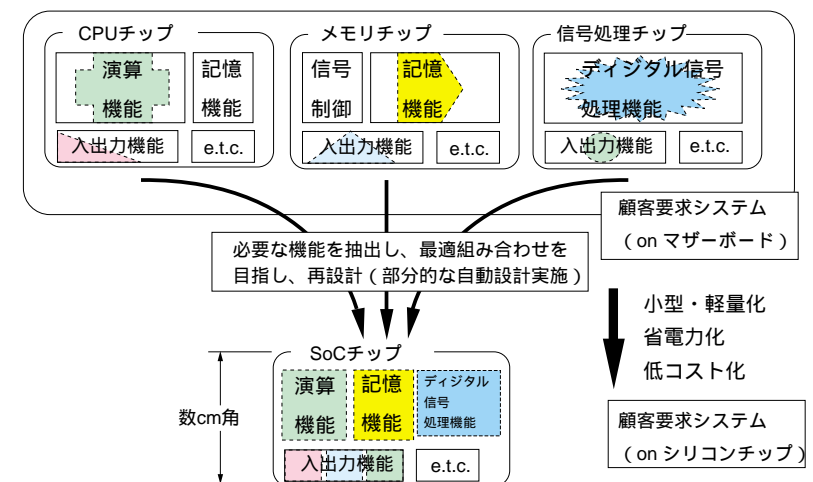 CPUチップ
演算
機能
記憶
機能
入出力機能
e.t.c.
メモリチップ
信号
制御
記憶
機能
入出力機能
e.t.c.
信号処理チップ
ディジタル信号
処理機能
入出力機能
e.t.c.
顧客要求システム
(on マザーボード)
必要な機能を抽出し、最適組み合わせを
目指し、再設計(部分的な自動設計実施)
小型・軽量化
省電力化
低コスト化
数cm角
SoCチップ
演算
機能
記憶
機能
ディジタル
信号
処理機能
入出力機能
e.t.c.
顧客要求システム
(on シリコンチップ)